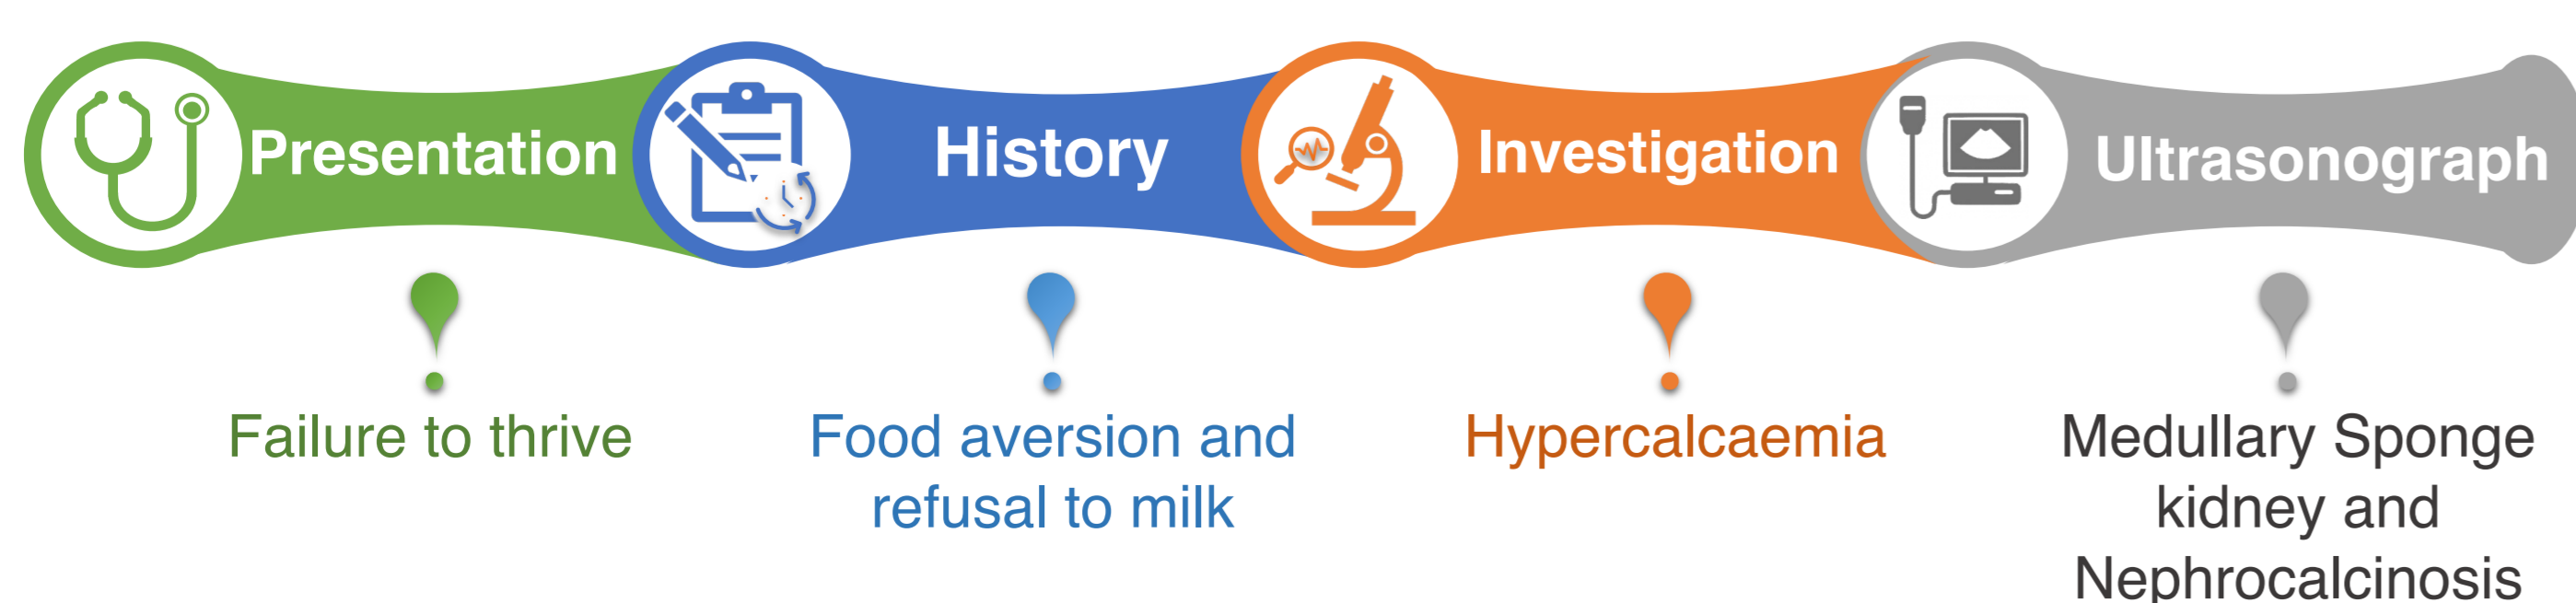 Presentation
History
Investigation
Ultrasonograph
Failure to thrive
Food aversion and
refusal to milk
Hypercalcaemia
Medullary Sponge
kidney and
Nephrocalcinosis